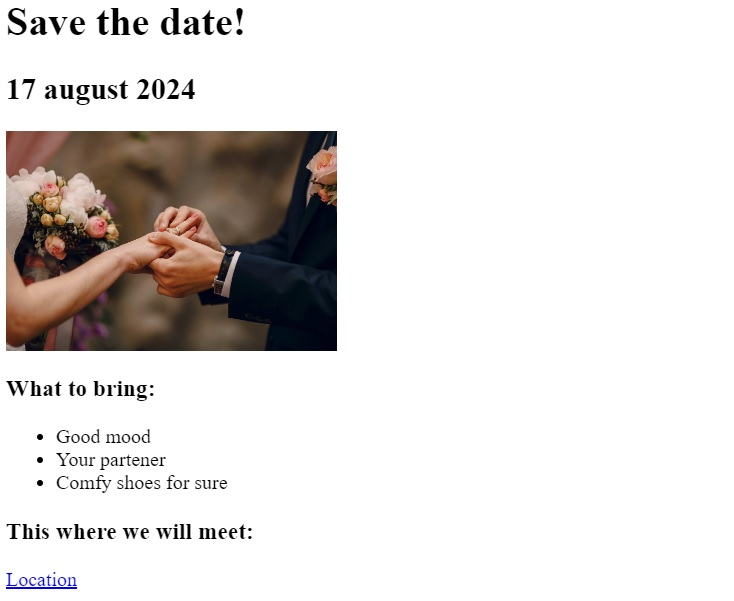 Save the date!
17 august 2024
What to bring:
Good mood
Your partener
Comfy shoes for sure
This where we will meet:
Location